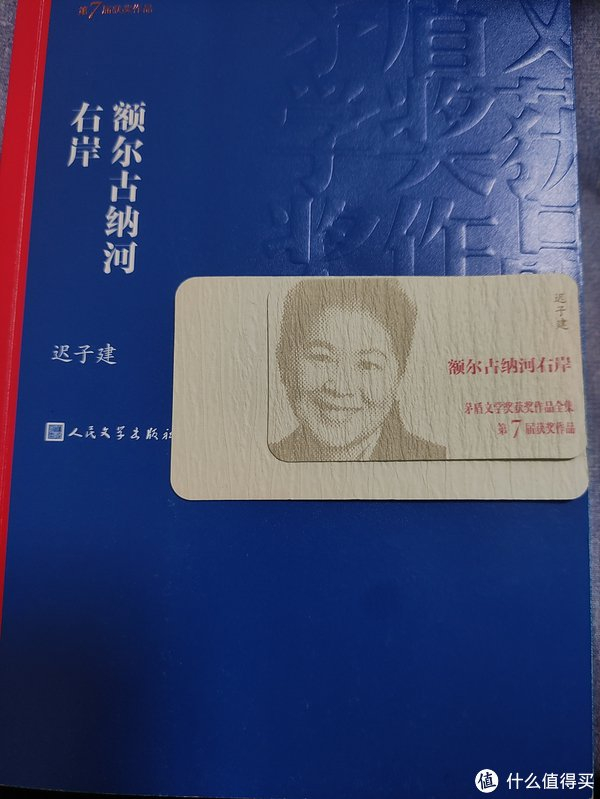 第7届获奖作品
额尔古纳河
右岸
迟子建
人民文学出版社
迟子建
额尔古纳河右岸
茅盾文学奖获奖作品全集
第7届获奖作品
值 什么值得买